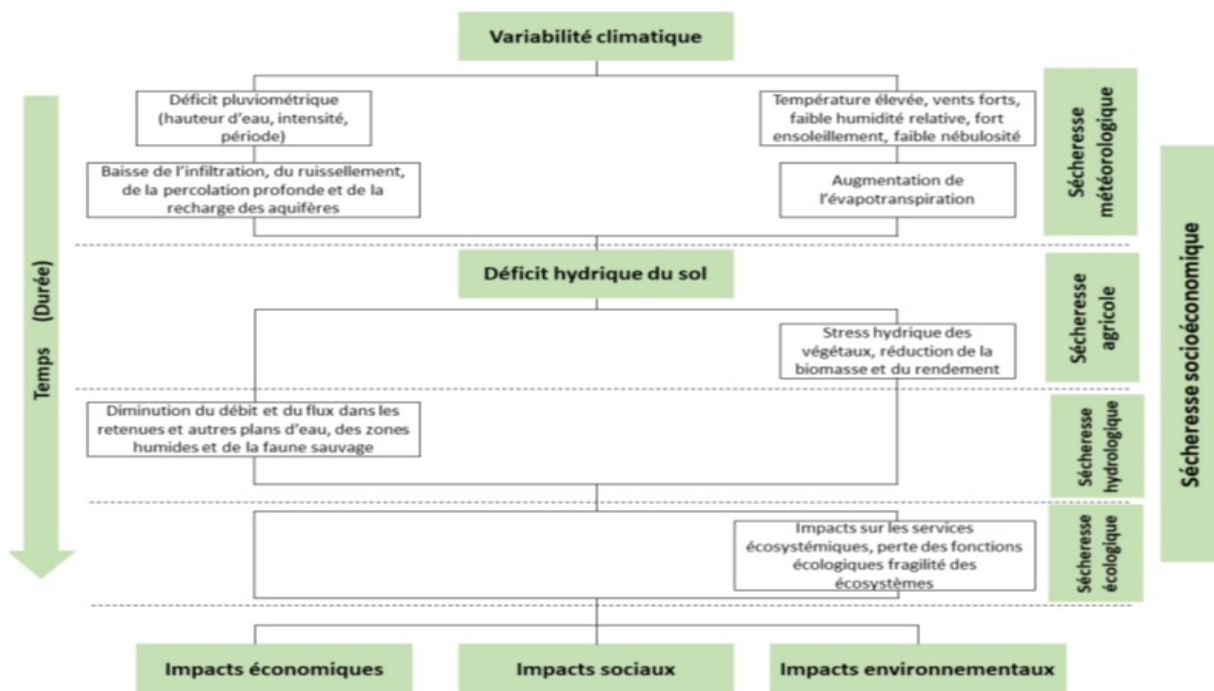 Variabilité climatique
Déficit pluviométrique
(hauteur d'eau, intensité,
période)
Température élevée, vents forts,
faible humidité relative, fort
ensoleillement, faible nébulosité
Baisse de l'infiltration, du ruissellement,
de la percolation profonde et de la
recharge des aquifères
Augmentation de
l'évapotranspiration
Sécheresse
météorologique
Temps (Durée)
Sécheresse socioéconomique
Déficit hydrique du sol
Stress hydrique des
végétaux, réduction de la
biomasse et du rendement
Sécheresse
agricole
Diminution du débit et du flux dans les
retenues et autres plans d'eau, des zones
humides et de la faune sauvage
Sécheresse
hydrologique
Impacts sur les services
écosystémiques, perte des fonctions
écologiques fragilité des
écosystèmes
Sécheresse
écologique
Impacts économiques
Impacts sociaux
Impacts environnementaux